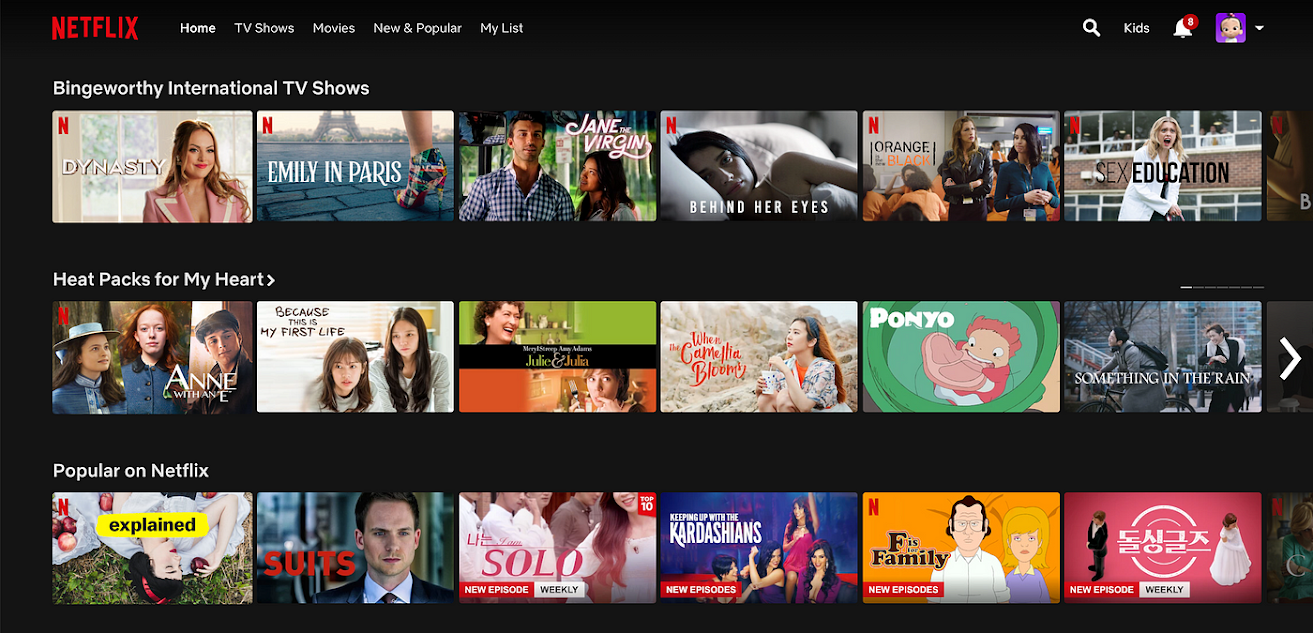 NETFLIX
Home TV Shows Movies New & Popular My List Kids 8
Bingeworthy International TV Shows
N
DYNASTY
N
EMILY IN PARIS
JANE THE VIRGIN
N
BEHIND HER EYES
N
ORANGE
IS THE NEW
BLACK
N
SEX EDUCATION
N
B
Heat Packs for My Heart
N
ANNE
WITH AN "E"
BECAUSE
THIS IS
MY FIRST LIFE
Meryl Streep Amy Adams
Julie & Julia
When
The Camellia
Blooms
PONYO
SOMETHING IN THE RAIN
Popular on Netflix
N
explained
SUITS
TOP
10
나는 I am
SOLO
NEW EPISODE WEEKLY
KEEPING UP WITH THE
KARDASHIANS
NEW EPISODES
N
F is for
Family
NEW EPISODES
돌싱글즈
NEW EPISODE WEEKLY
N